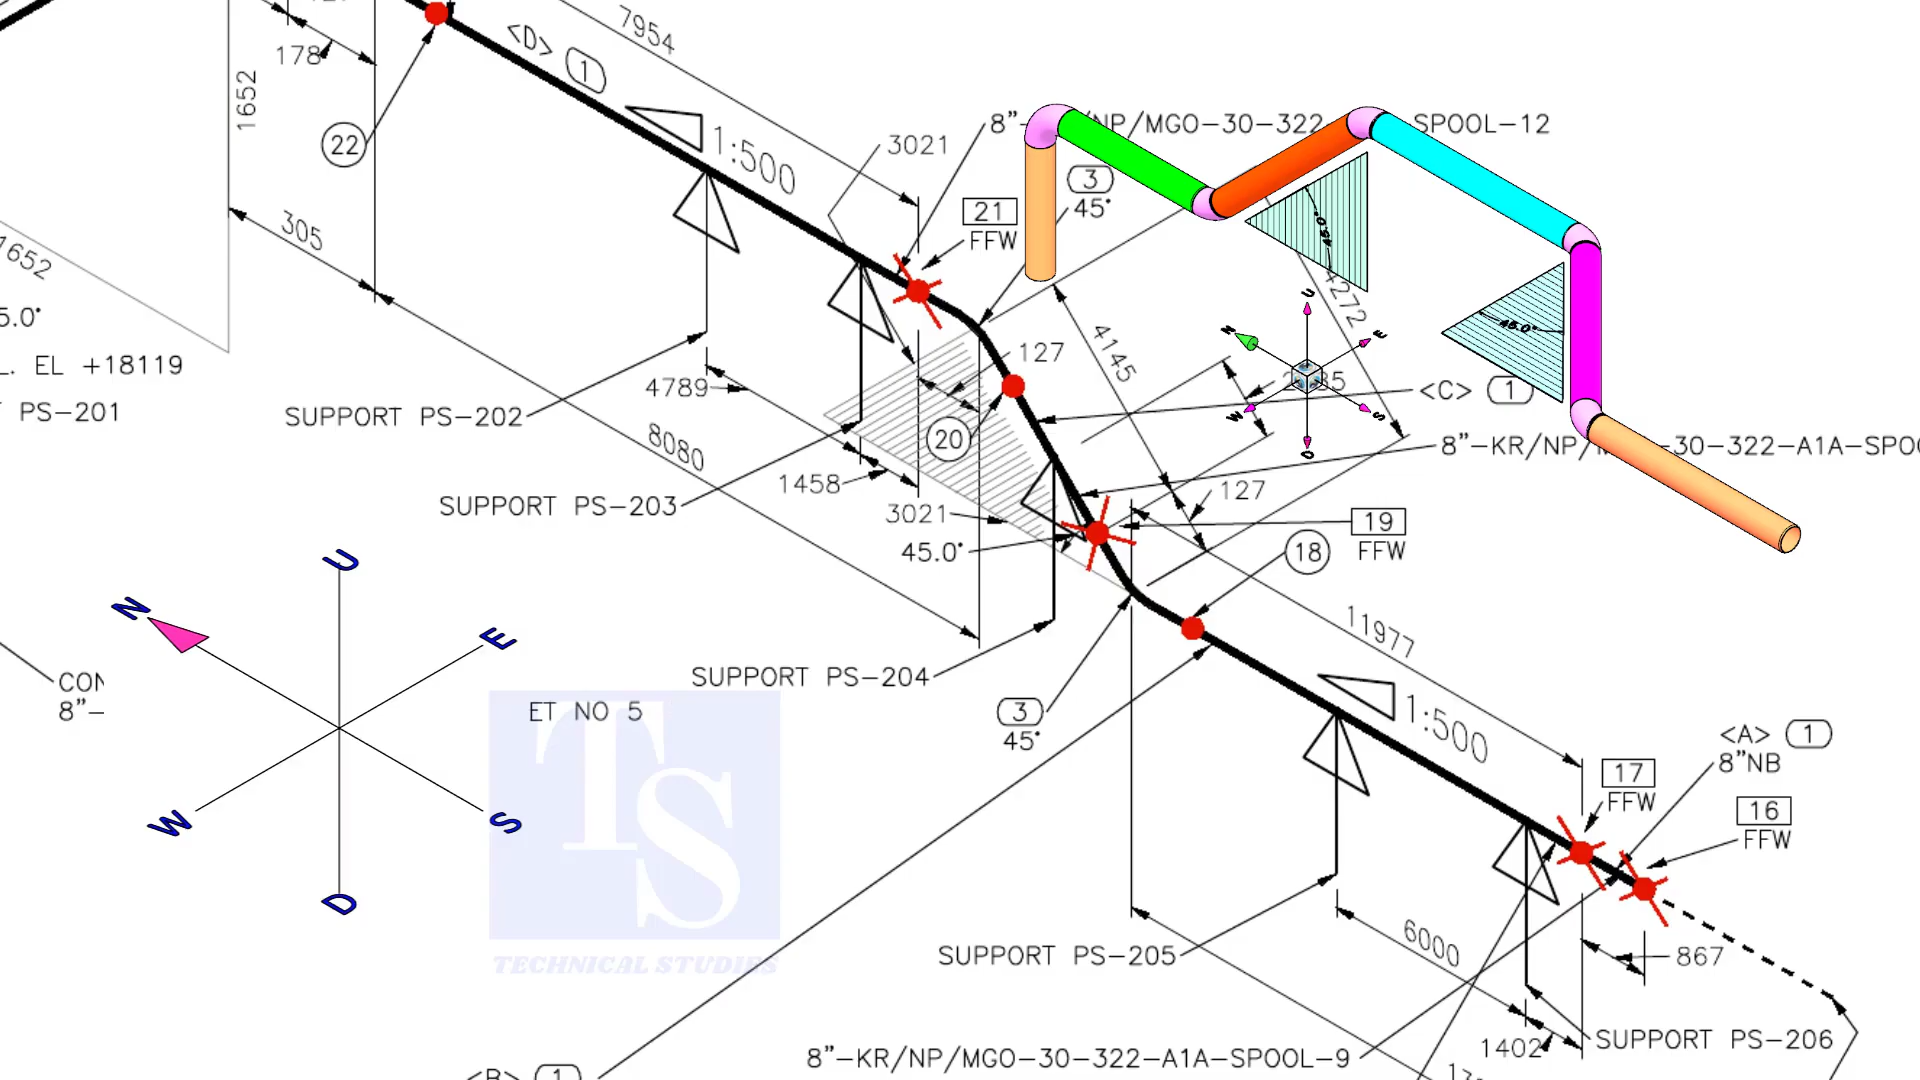 178
1652
1652
<D> 1
7954
1:500
22
305
3021
8"-
/NP/MGO-30-322
SPOOL-12
21
FFW
3
45°
45.0°
4272
5.0°
L. EL +18119
PS-201
127
4145
U
N
E
W
S
D
45.0°
<C> 1
SUPPORT PS-202
4789
8080
20
8"-KR/NP/
-30-322-A1A-SPOO
SUPPORT PS-203
1458
3021
127
45.0°
19
FFW
18
U
N
E
W
S
D
11977
SUPPORT PS-204
CON
8"-
ET NO 5
3
45°
1:500
<A> 1
8"NB
17
FFW
16
FFW
TS
TECHNICAL STUDIES
SUPPORT PS-205
6000
867
1402
SUPPORT PS-206
8"-KR/NP/MGO-30-322-A1A-SPOOL-9
<B> 1